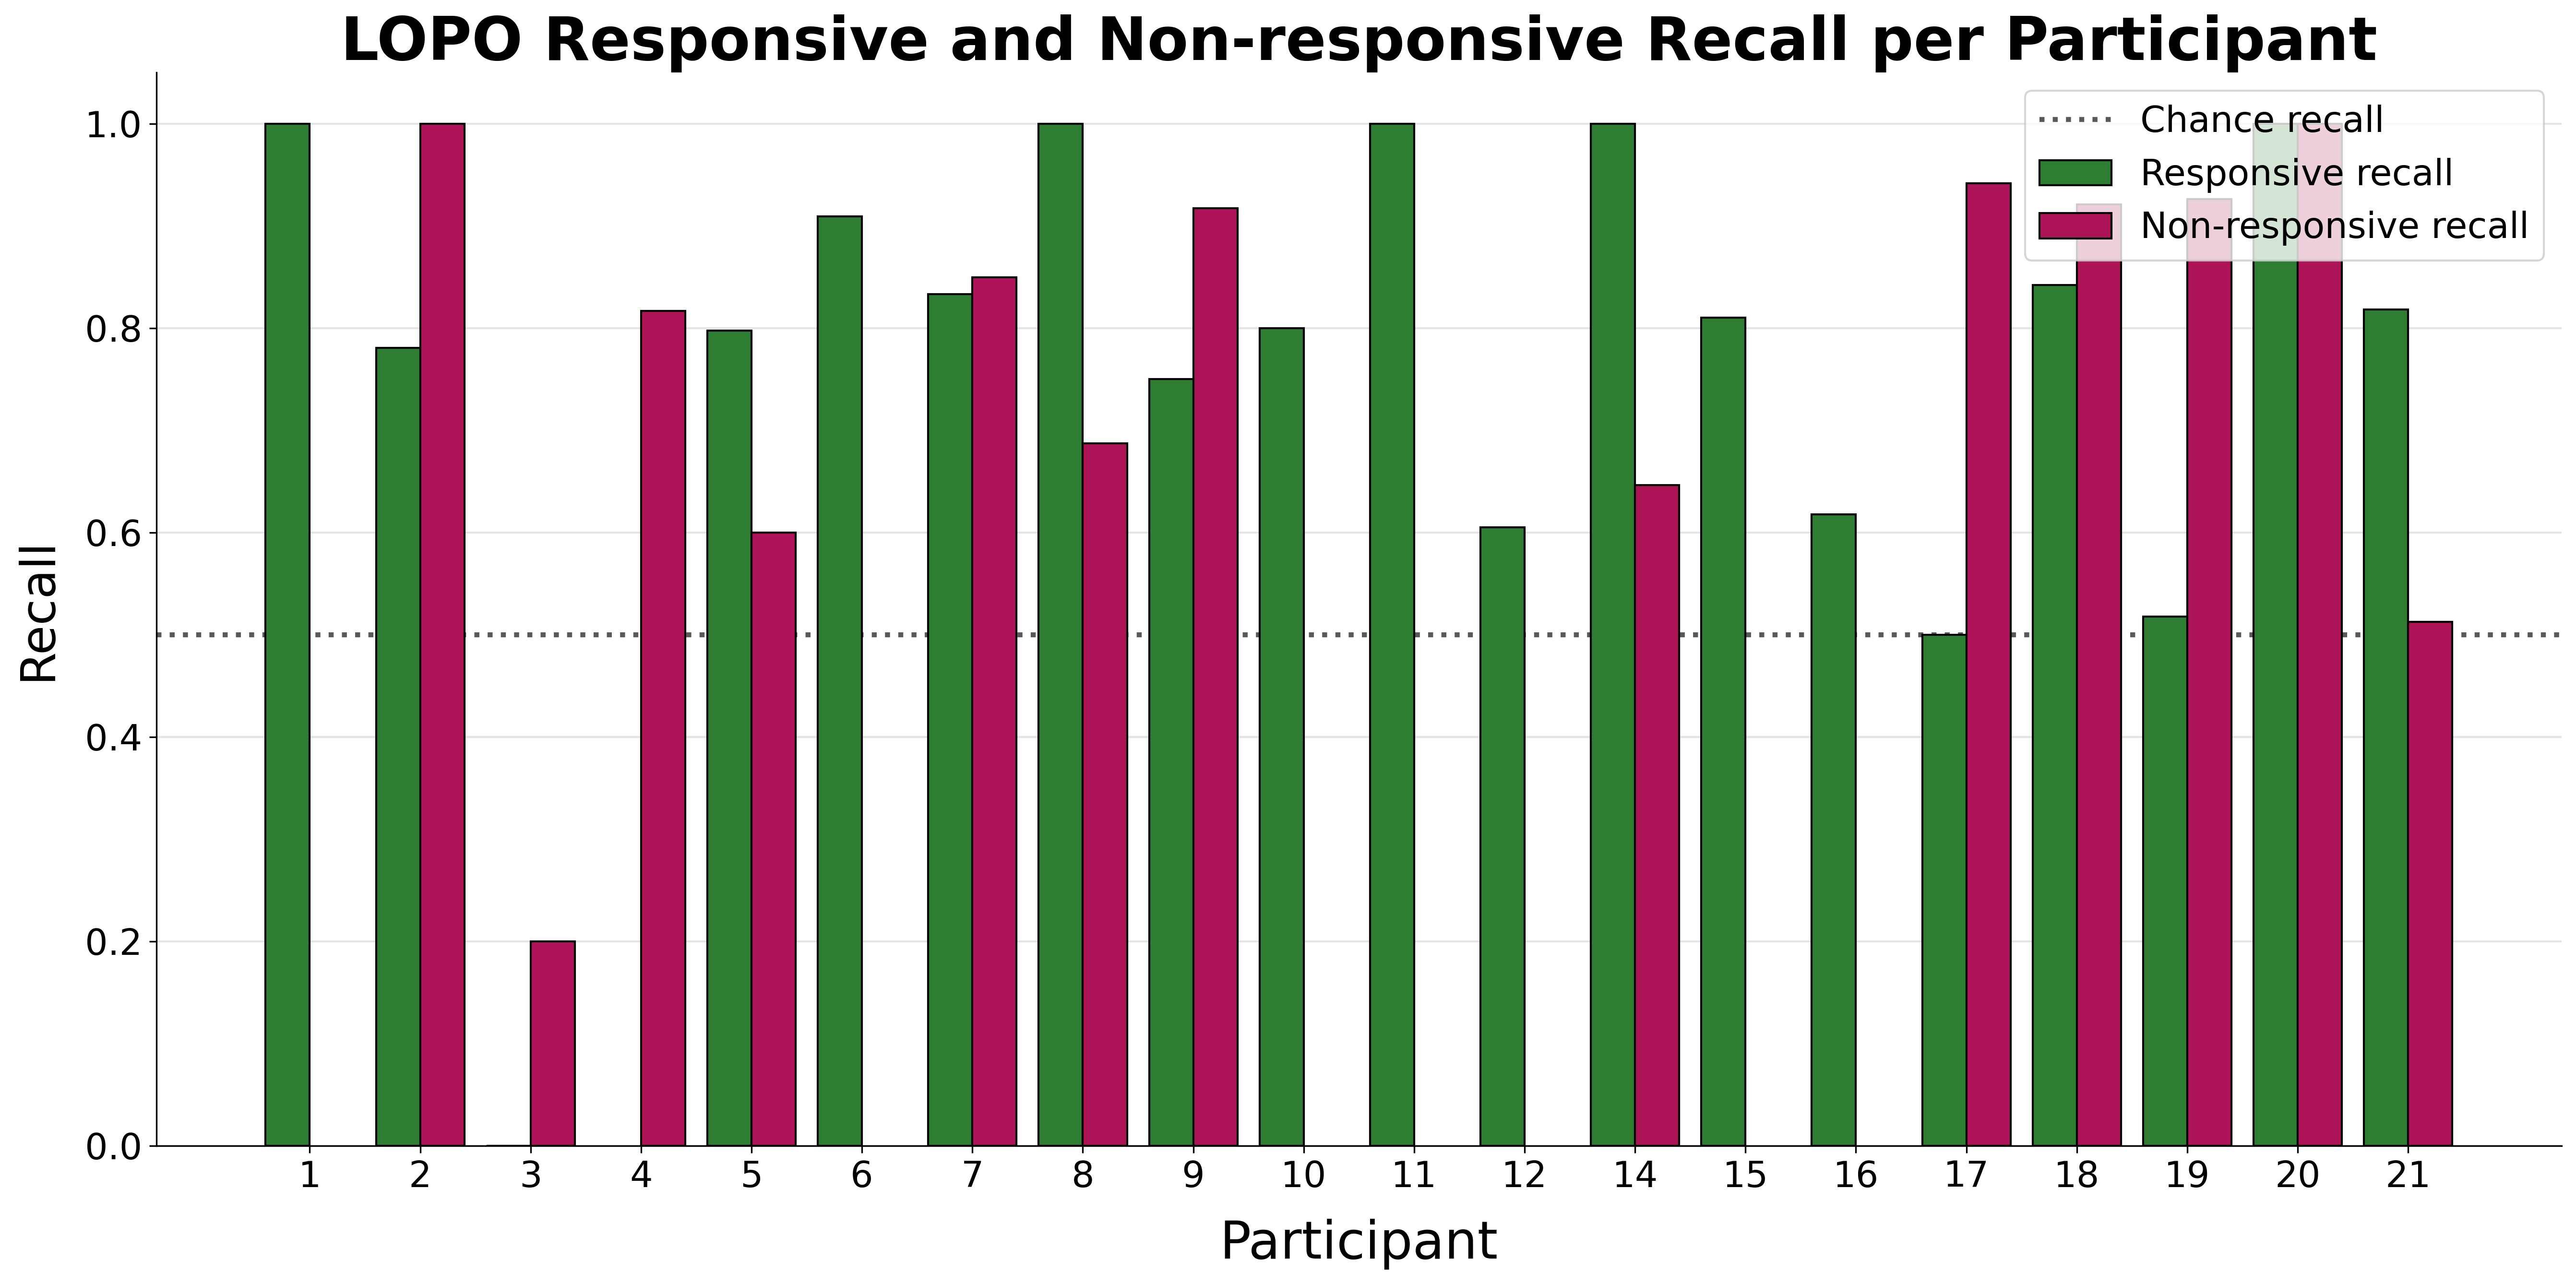 LOPO Responsive and Non-responsive Recall per Participant
Chance recall
Responsive recall
Non-responsive recall
Recall
1.0
0.8
0.6
0.4
0.2
0.0
1 2 3 4 5 6 7 8 9 10 11 12 14 15 16 17 18 19 20 21
Participant